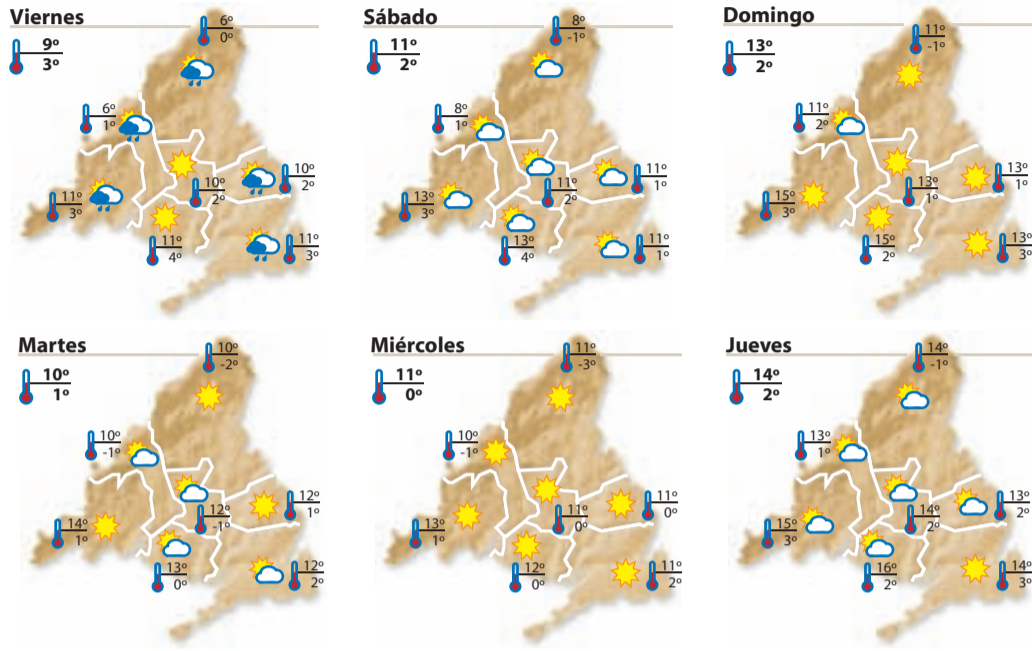 Viernes
9º
3º
6º
0º
6º
1º
10º
2º
10º
2º
11º
3º
11º
4º
11º
3º
Sábado
11º
2º
8º
-1º
8º
1º
11º
1º
11º
2º
13º
3º
13º
4º
11º
1º
Domingo
13º
2º
11º
-1º
11º
2º
13º
1º
13º
1º
15º
3º
15º
2º
13º
3º
Martes
10º
1º
10º
-2º
10º
-1º
12º
1º
12º
-1º
14º
1º
13º
0º
12º
2º
Miércoles
11º
0º
11º
-3º
10º
-1º
11º
0º
11º
0º
13º
1º
12º
0º
11º
2º
Jueves
14º
2º
14º
-1º
13º
1º
13º
2º
14º
2º
15º
3º
16º
2º
14º
3º